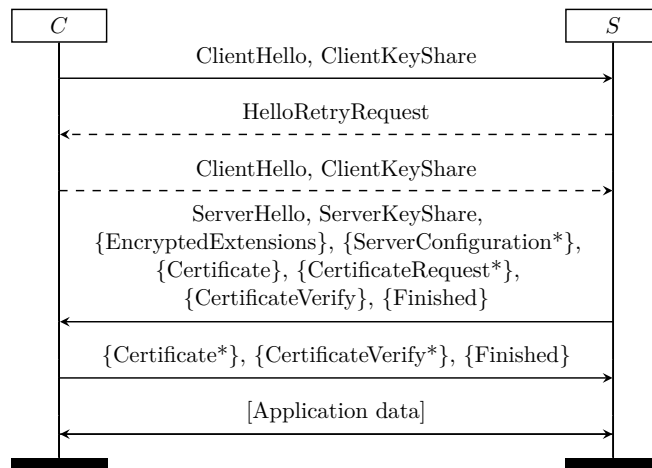 C
S
ClientHello, ClientKeyShare
HelloRetryRequest
ClientHello, ClientKeyShare
ServerHello, ServerKeyShare,
{EncryptedExtensions}, {ServerConfiguration*},
{Certificate}, {CertificateRequest*},
{CertificateVerify}, {Finished}
{Certificate*}, {CertificateVerify*}, {Finished}
[Application data]